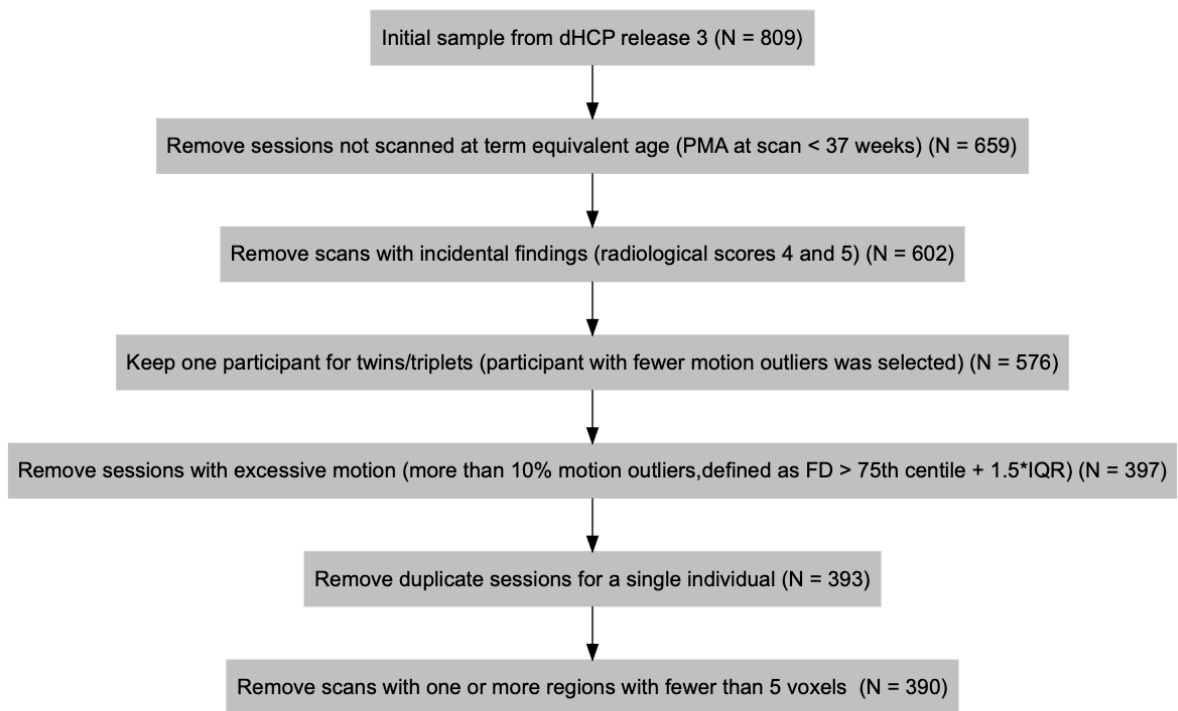 Initial sample from dHCP release 3 (N = 809)
Remove sessions not scanned at term equivalent age (PMA at scan < 37 weeks) (N = 659)
Remove scans with incidental findings (radiological scores 4 and 5) (N = 602)
Keep one participant for twins/triplets (participant with fewer motion outliers was selected) (N = 576)
Remove sessions with excessive motion (more than 10% motion outliers,defined as FD > 75th centile + 1.5*IQR) (N = 397)
Remove duplicate sessions for a single individual (N = 393)
Remove scans with one or more regions with fewer than 5 voxels  (N = 390)